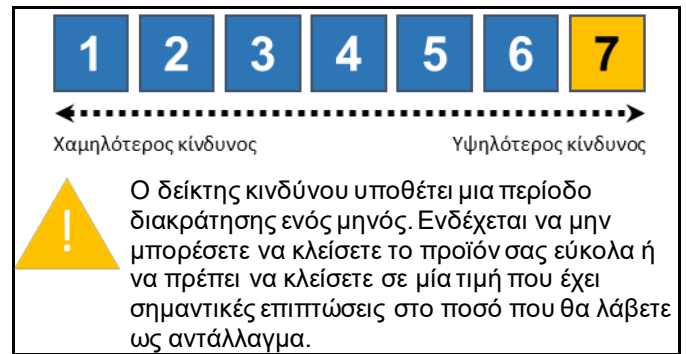 1 2 3 4 5 6 7
Χαμηλότερος κίνδυνος Υψηλότερος κίνδυνος
!
Ο δείκτης κινδύνου υποθέτει μια περίοδο
διακράτησης ενός μηνός. Ενδέχεται να μην
μπορέσετε να κλείσετε το προϊόν σας εύκολα ή
να πρέπει να κλείσετε σε μία τιμή που έχει
σημαντικές επιπτώσεις στο ποσό που θα λάβετε
ως αντάλλαγμα.